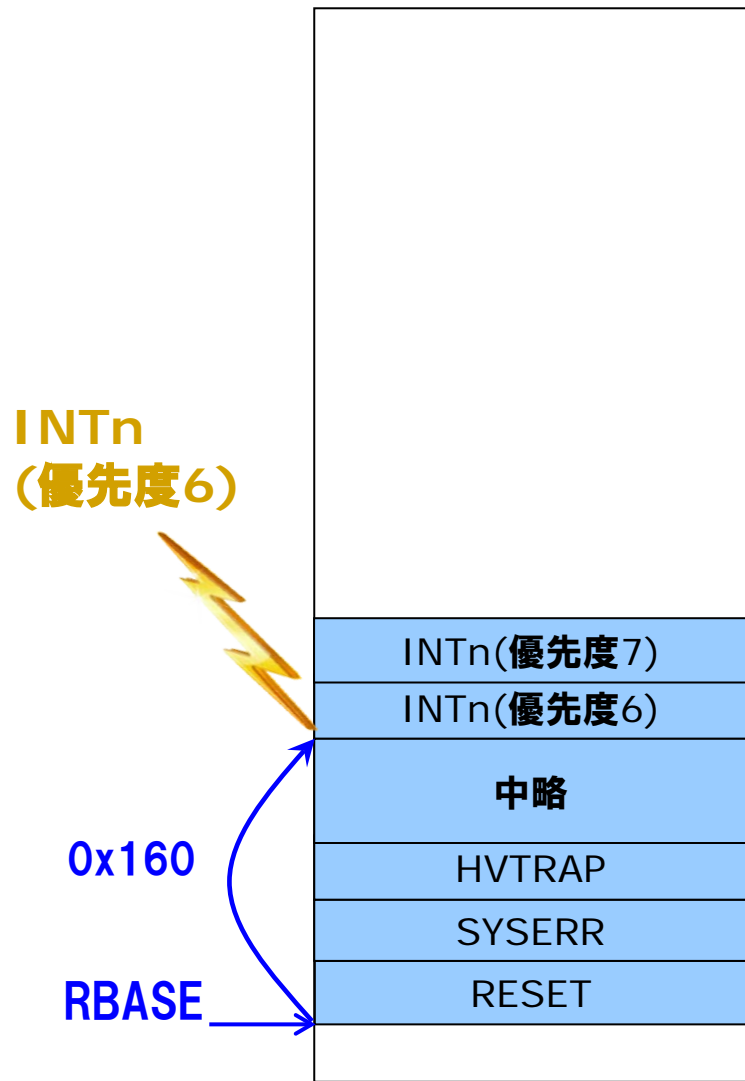 INTn
(優先度6)
INTn(優先度7)
INTn(優先度6)
中略
0x160
HVTRAP
SYSERR
RBASE
RESET